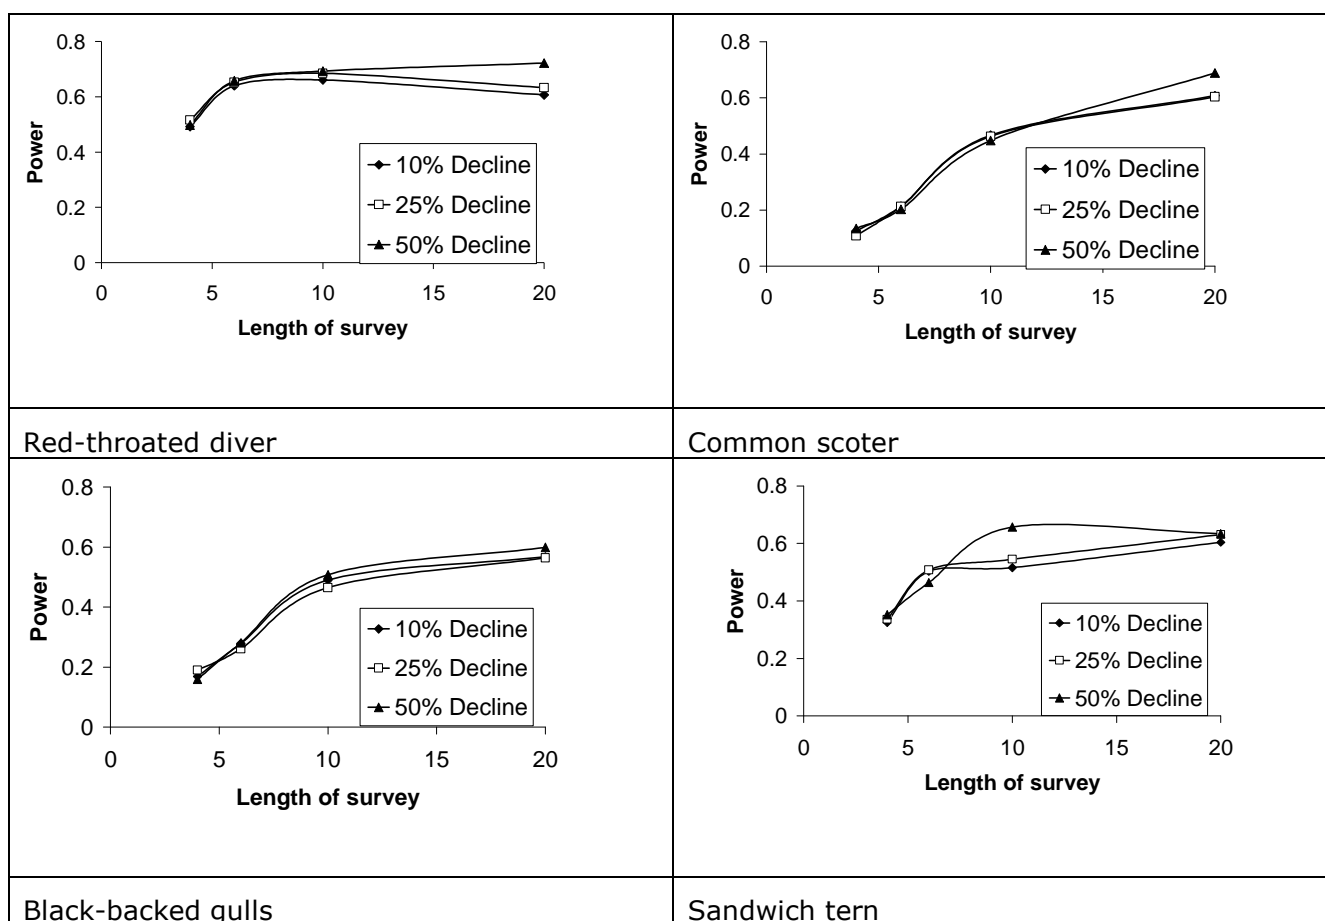 0.8
0.6
0.4
0.2
0
Power
0 5 10 15 20
Length of survey
10% Decline
25% Decline
50% Decline
Red-throated diver
0.8
0.6
0.4
0.2
0
Power
0 5 10 15 20
Length of survey
10% Decline
25% Decline
50% Decline
Common scoter
0.8
0.6
0.4
0.2
0
Power
0 5 10 15 20
Length of survey
10% Decline
25% Decline
50% Decline
Black-backed gulls
0.8
0.6
0.4
0.2
0
Power
0 5 10 15 20
Length of survey
10% Decline
25% Decline
50% Decline
Sandwich tern